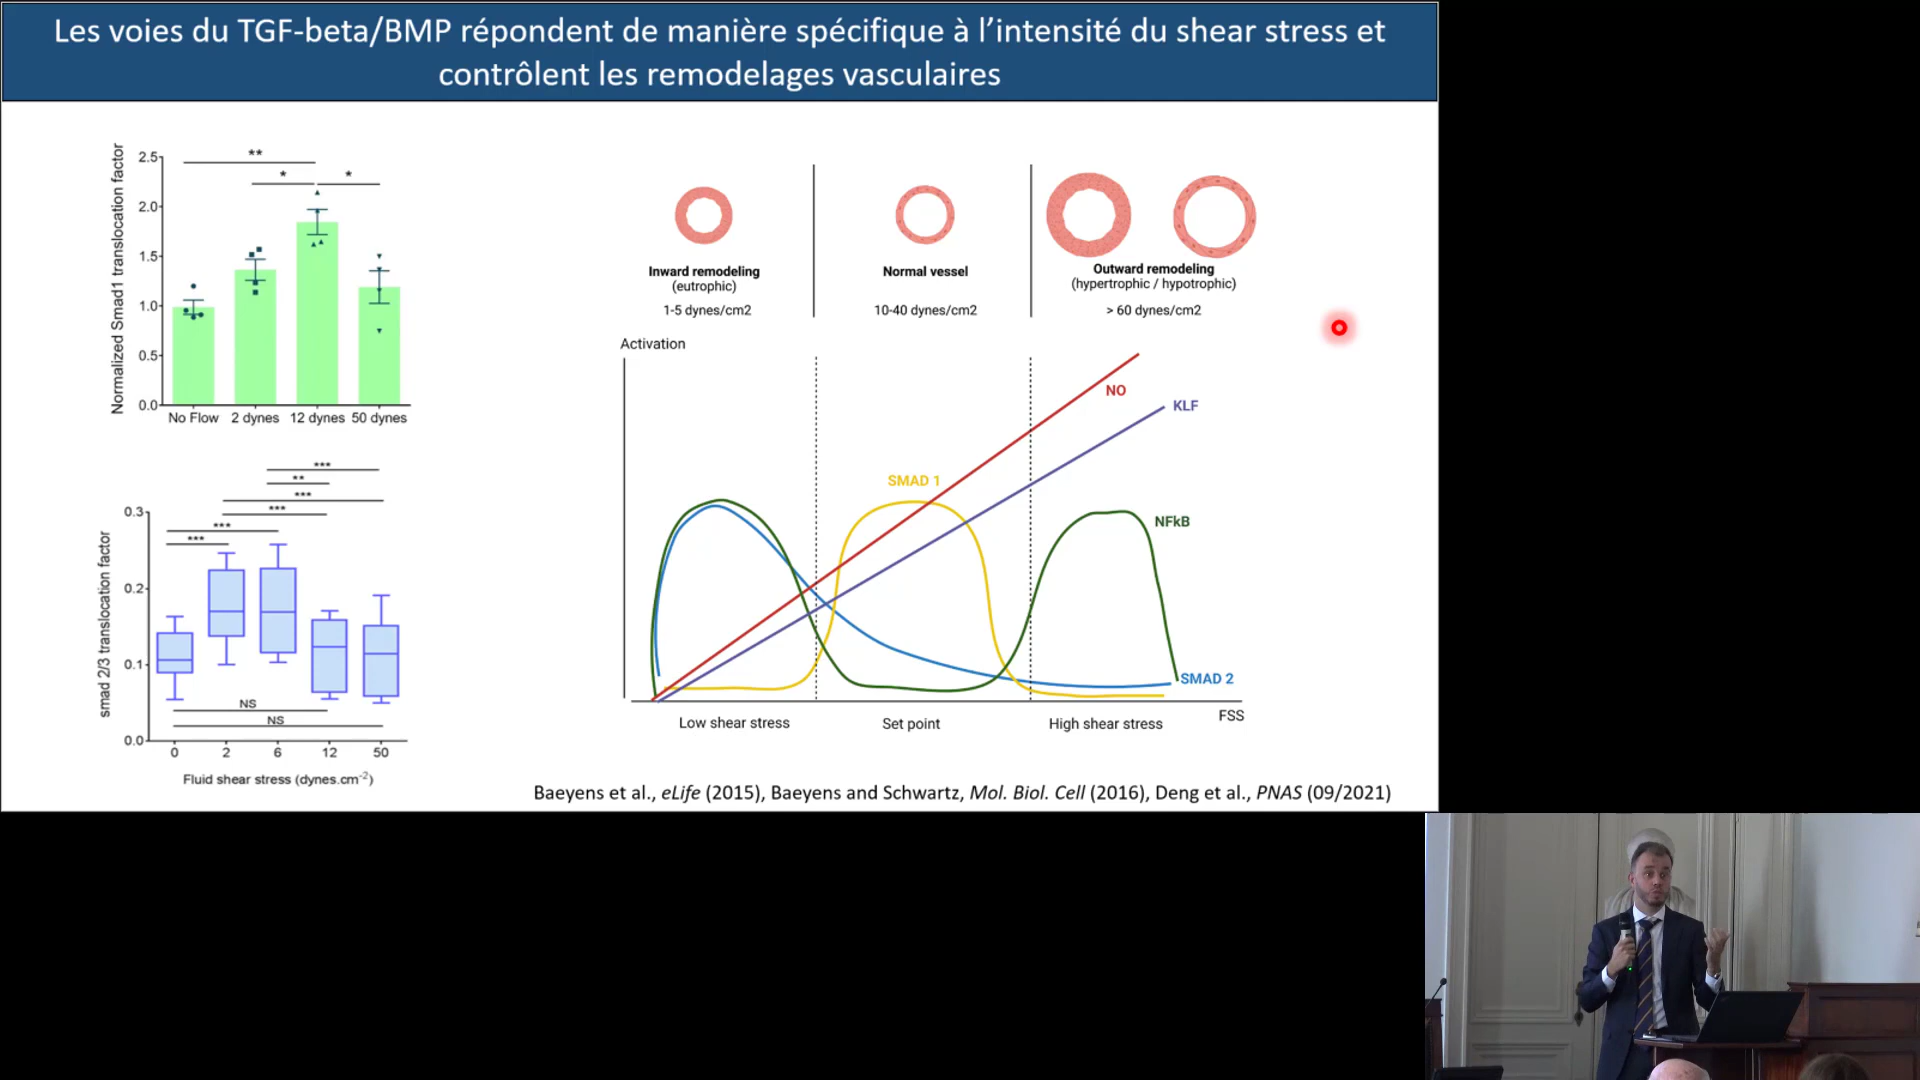 Les voies du TGF-beta/BMP répondent de manière spécifique à l’intensité du shear stress et
contrôlent les remodelages vasculaires
Normalized Smad1 translocation factor
**
*
*
2.5
2.0
1.5
1.0
0.5
0.0
No Flow
2 dynes
12 dynes
50 dynes
smad 2/3 translocation factor
***
**
***
***
***
***
0.3
0.2
0.1
0.0
NS
NS
0
2
6
12
50
Fluid shear stress (dynes.cm⁻²)
Inward remodeling
(eutrophic)
1-5 dynes/cm2
Normal vessel
10-40 dynes/cm2
Outward remodeling
(hypertrophic / hypotrophic)
> 60 dynes/cm2
Activation
NO
KLF
SMAD 1
NFkB
SMAD 2
FSS
Low shear stress
Set point
High shear stress
Baeyens et al., eLife (2015), Baeyens and Schwartz, Mol. Biol. Cell (2016), Deng et al., PNAS (09/2021)